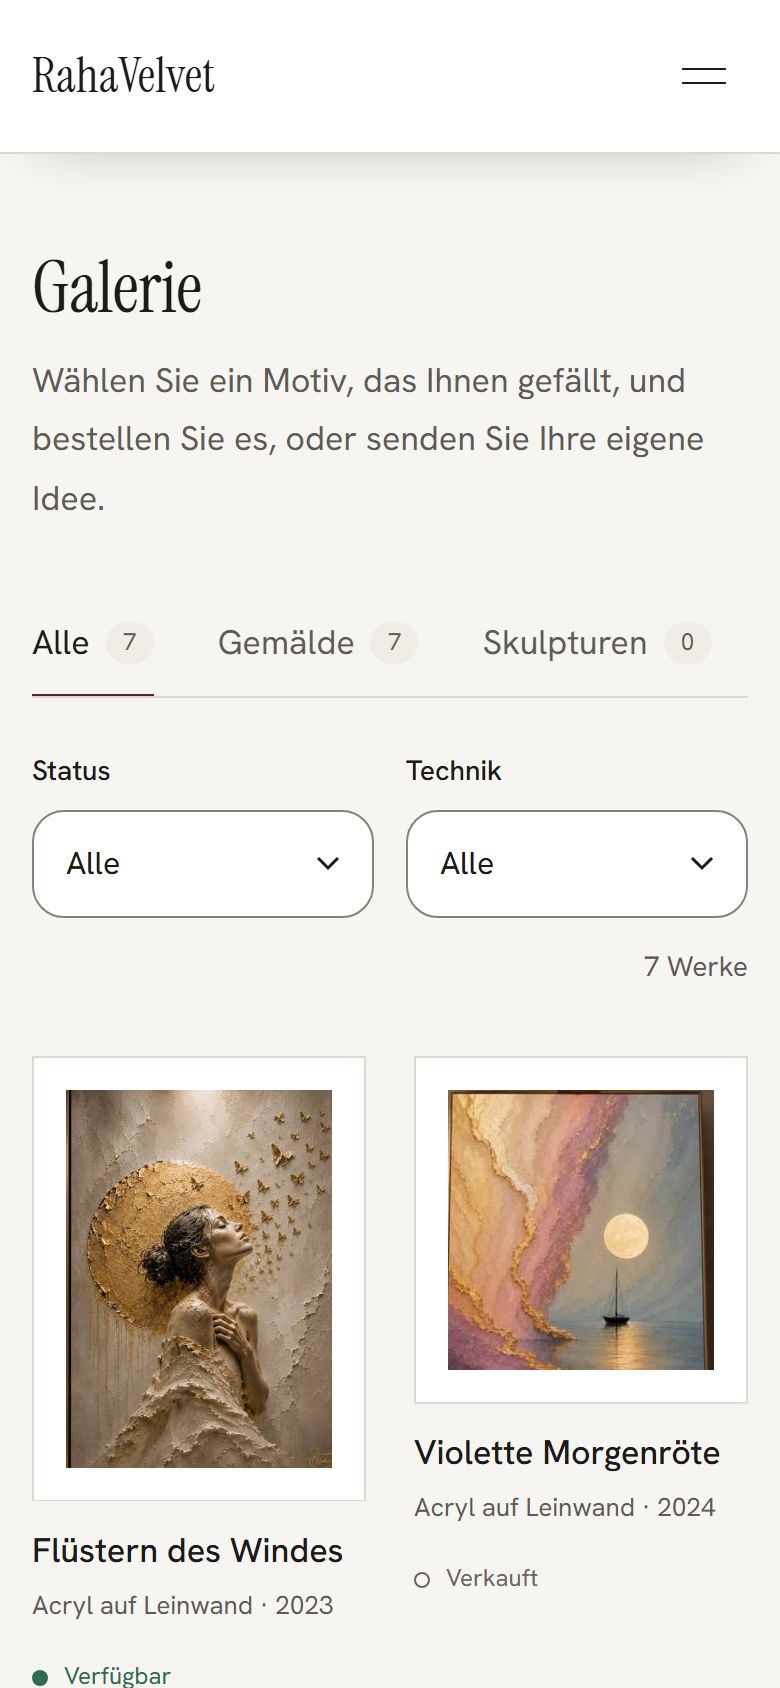 RahaVelvet
Galerie
Wählen Sie ein Motiv, das Ihnen gefällt, und
bestellen Sie es, oder senden Sie Ihre eigene
Idee.
Alle 7 Gemälde 7 Skulpturen 0
Status Technik
Alle Alle
7 Werke
Violette Morgenröte
Acryl auf Leinwand · 2024
Verkauft
Flüstern des Windes
Acryl auf Leinwand · 2023
Verfügbar